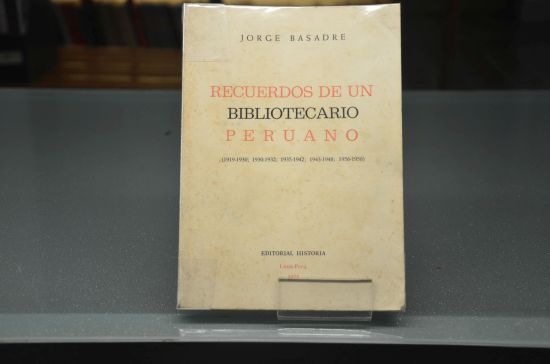 JORGE BASADRE
RECUERDOS DE UN
BIBLIOTECARIO
PERUANO
(1919-1930; 1930-1932; 1935-1942; 1943-1948; 1956-1958)
EDITORIAL HISTORIA
Lima-Perú